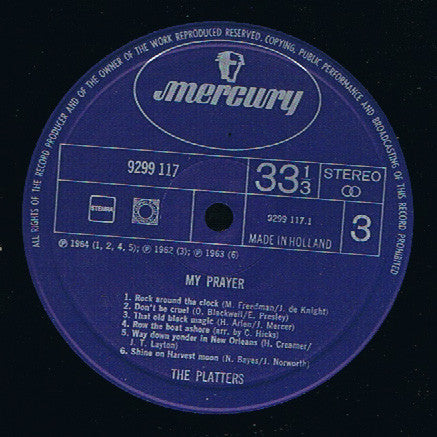 ALL RIGHTS OF THE RECORD PRODUCER AND OF THE OWNER OF THE WORK REPRODUCED RESERVED. COPYING, PUBLIC PERFORMANCE AND BROADCASTING OF THIS RECORD PROHIBITED
mercury
9299 117
33 1/3
STEREO
STEMRA
9299 117.1
MADE IN HOLLAND
3
℗ 1964 (1, 2, 4, 5); ℗ 1962 (3); ℗ 1963 (6)
MY PRAYER
1. Rock around the clock (M. Freedman/J. de Knight)
2. Don't be cruel (O. Blackwell/E. Presley)
3. That old black magic (H. Arlen/J. Mercer)
4. Row the boat ashore (arr. by C. Hicks)
5. Way down yonder in New Orleans (H. Creamer/
J. T. Layton)
6. Shine on Harvest moon (N. Bayes/J. Norworth)
THE PLATTERS